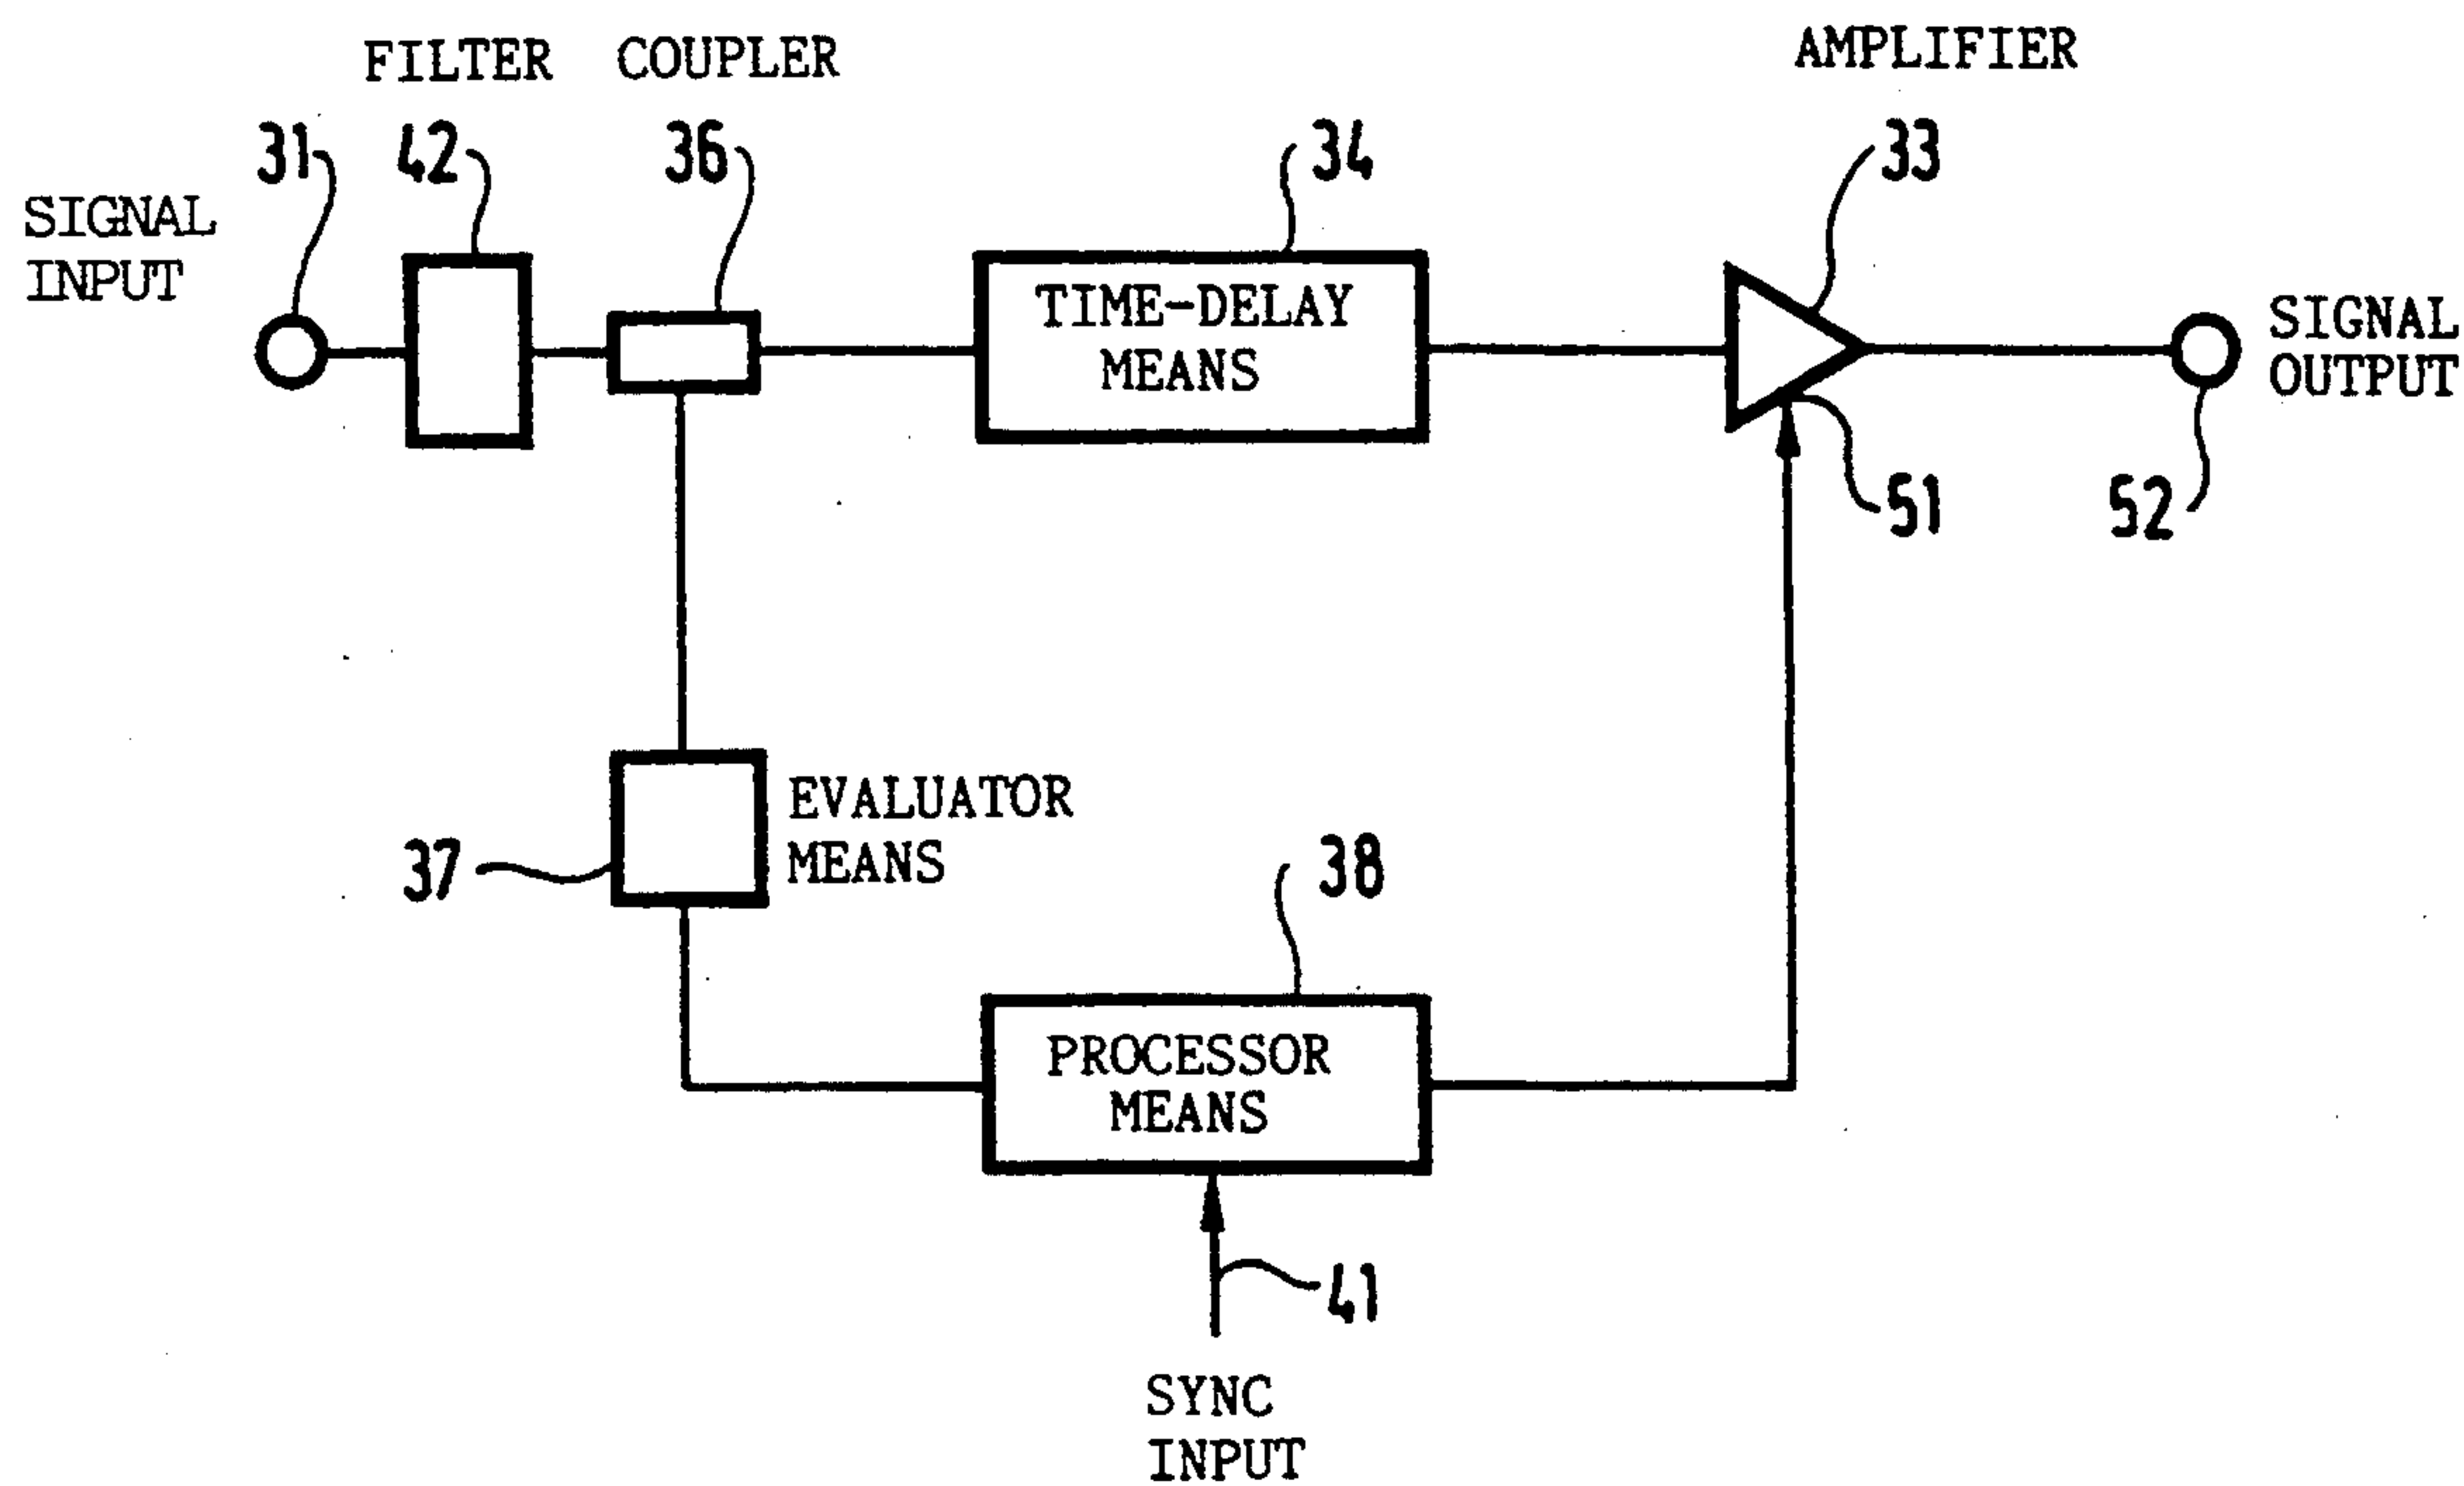 FILTER
COUPLER
AMPLIFIER
31
42
36
34
33
SIGNAL
INPUT
TIME-DELAY
MEANS
SIGNAL
OUTPUT
51
52
EVALUATOR
MEANS
37
38
PROCESSOR
MEANS
41
SYNC
INPUT